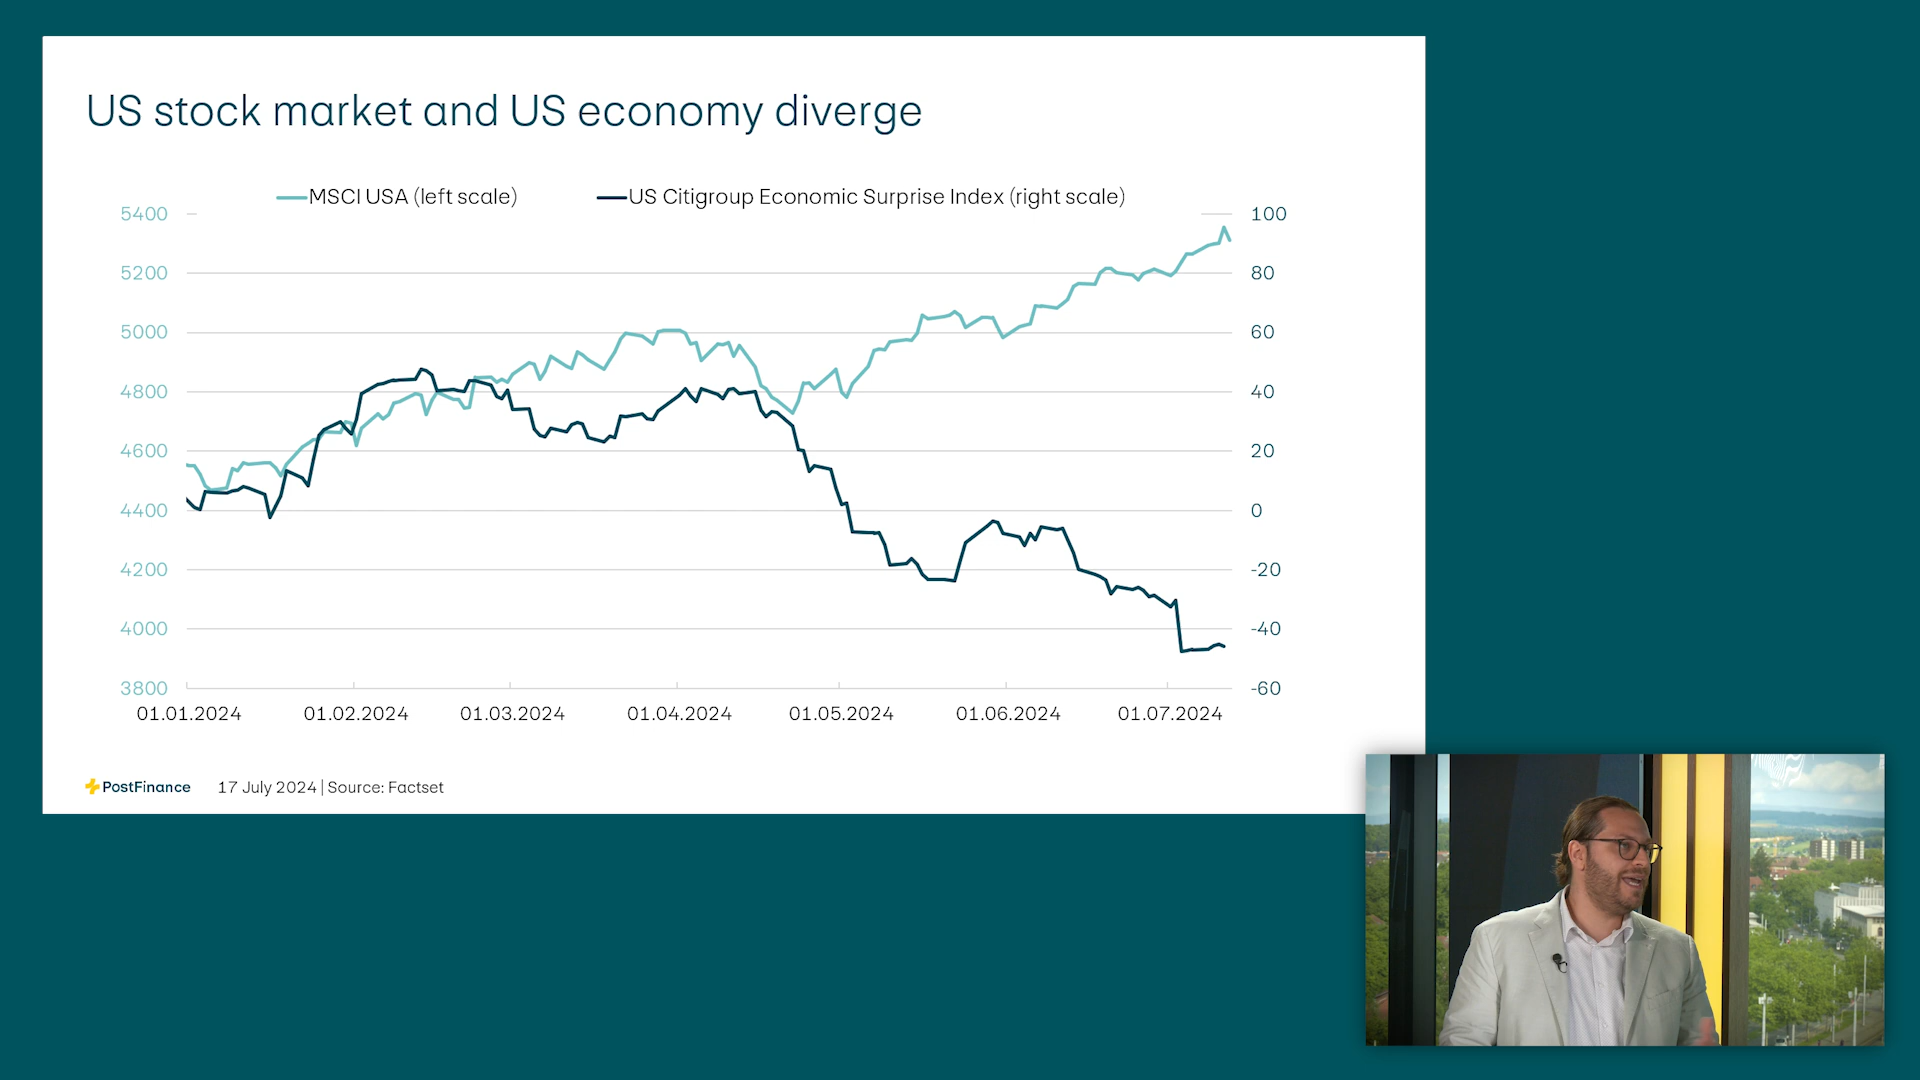 US stock market and US economy diverge
MSCI USA (left scale) US Citigroup Economic Surprise Index (right scale)
5400 100
5200 80
5000 60
4800 40
4600 20
4400 0
4200 -20
4000 -40
3800 -60
01.01.2024 01.02.2024 01.03.2024 01.04.2024 01.05.2024 01.06.2024 01.07.2024
PostFinance 17 July 2024 | Source: Factset